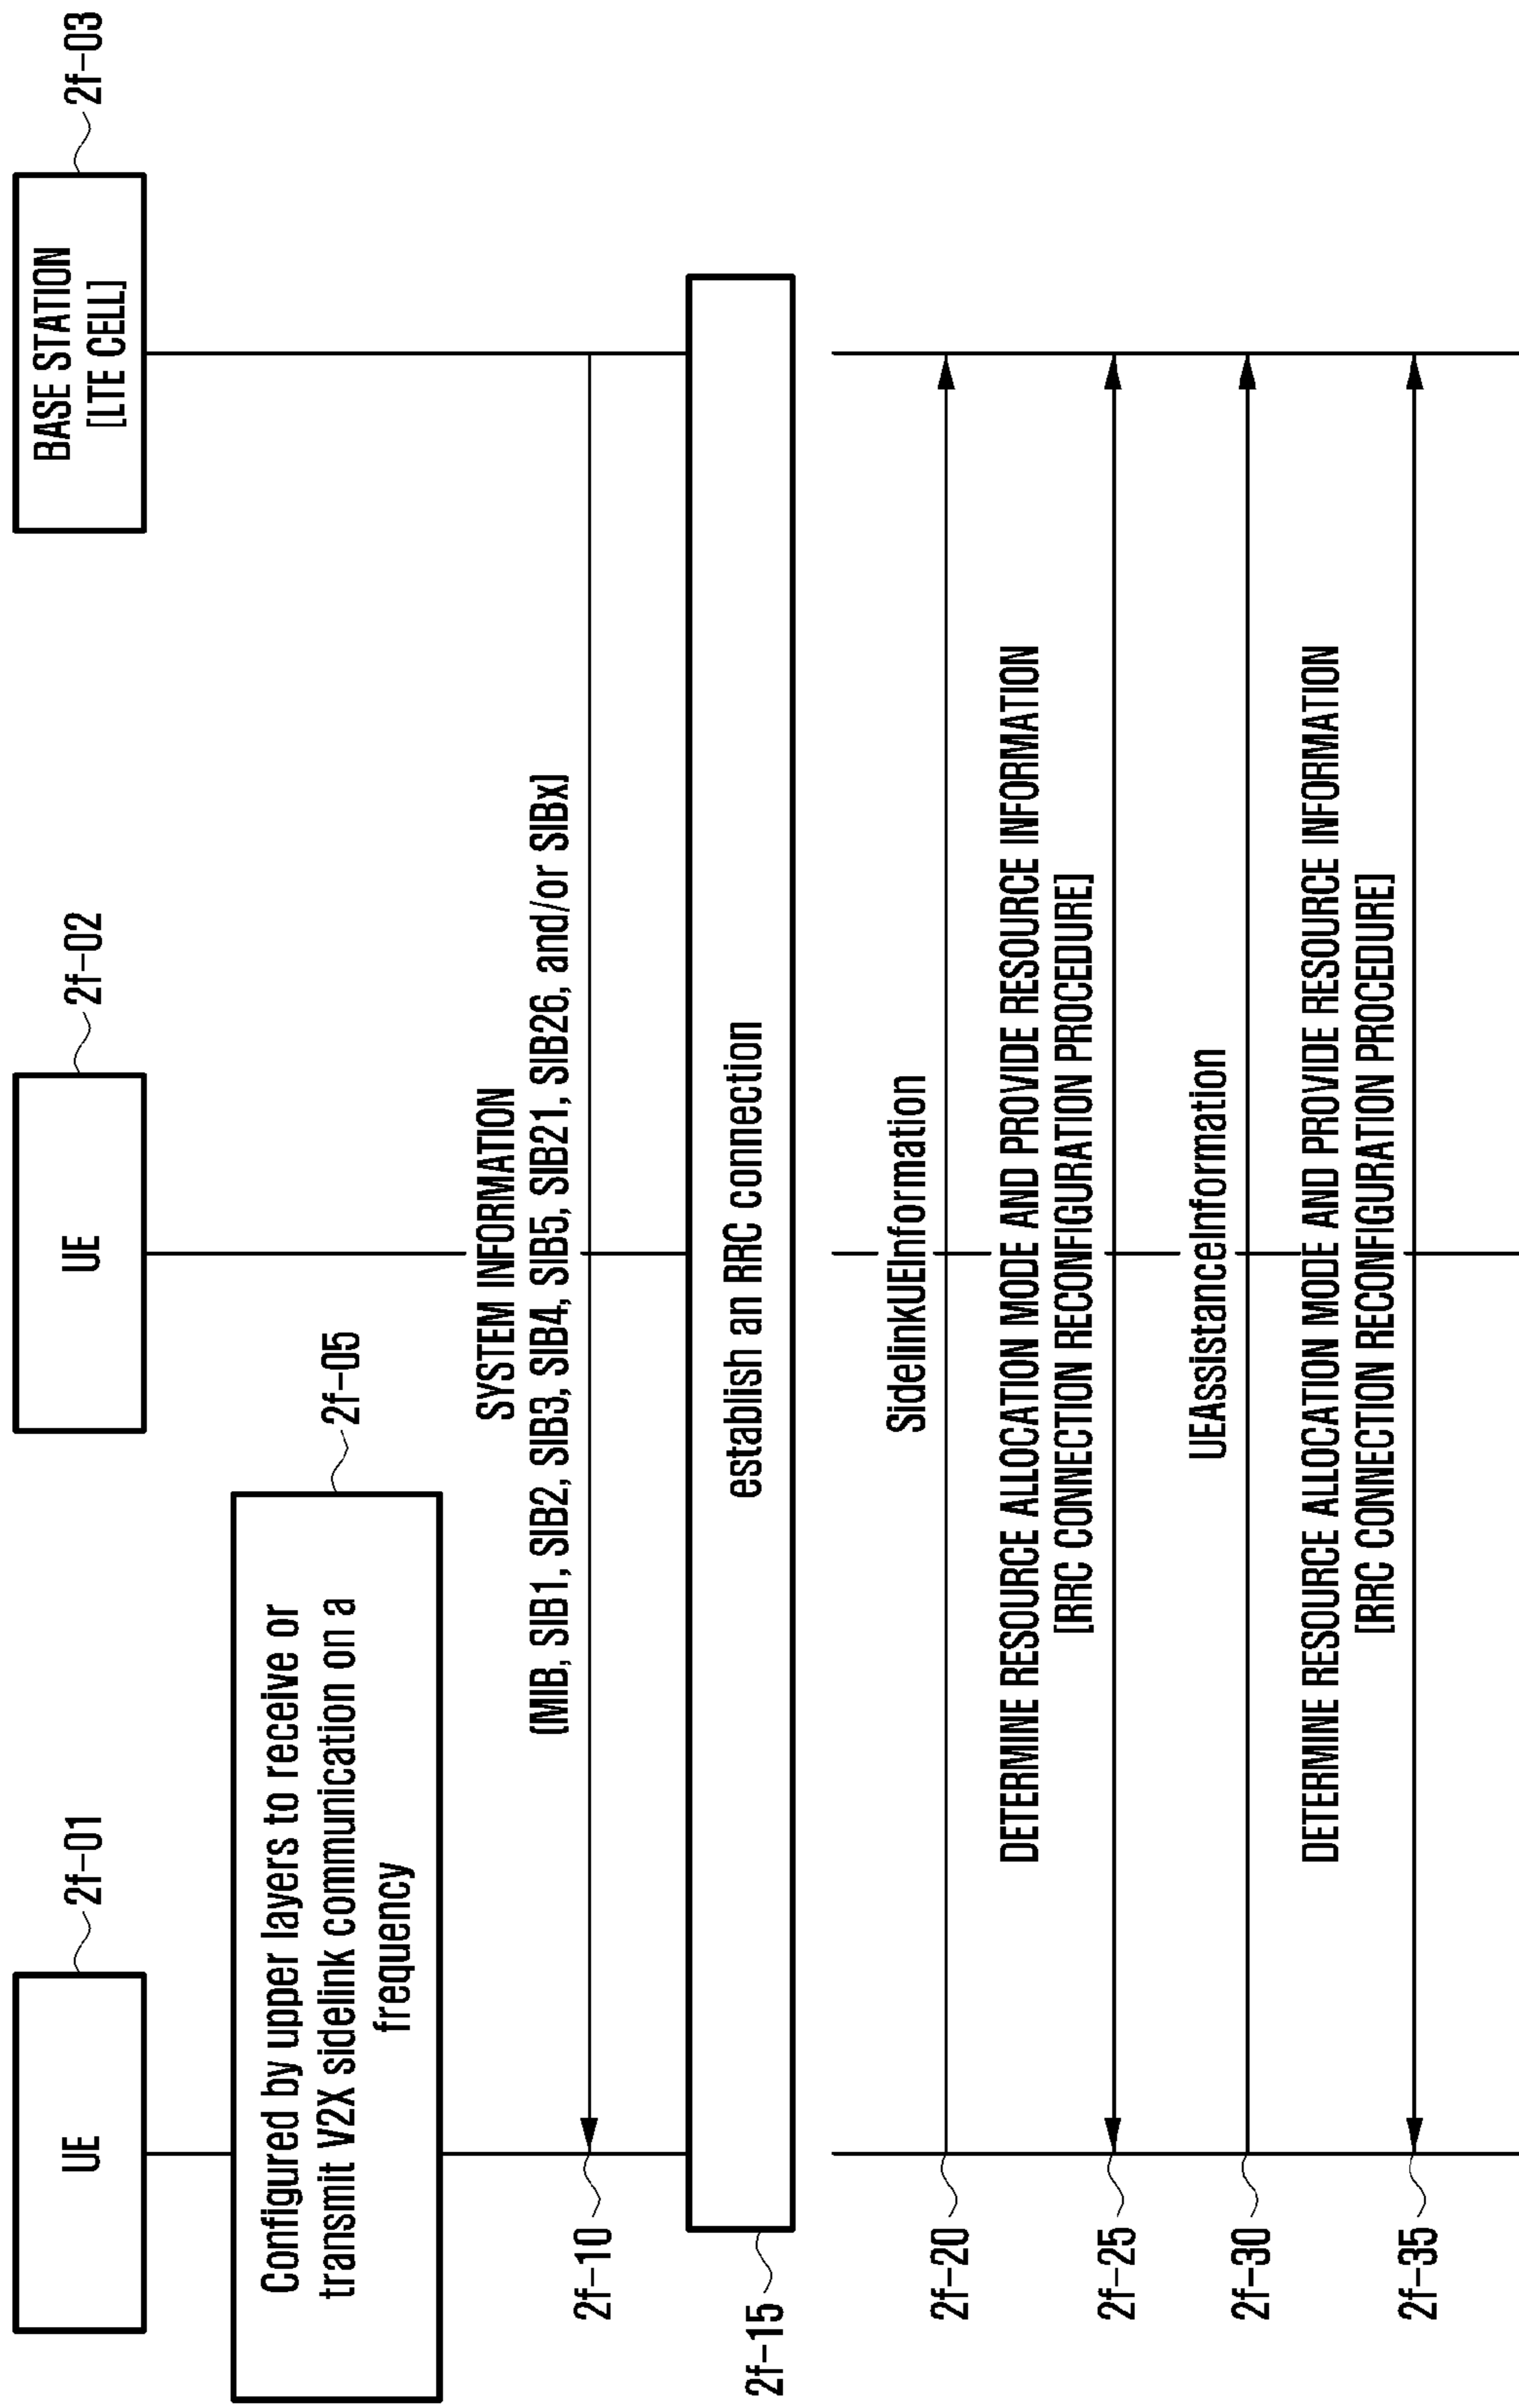 UE
2f-01
UE
2f-02
BASE STATION
[LTE CELL]
2f-03
Configured by upper layers to receive or
transmit V2X sidelink communication on a
frequency
2f-05
SYSTEM INFORMATION
(MIB, SIB1, SIB2, SIB3, SIB4, SIB5, SIB21, SIB26, and/or SIBx]
2f-10
establish an RRC connection
2f-15
SidelinkUEInformation
2f-20
DETERMINE RESOURCE ALLOCATION MODE AND PROVIDE RESOURCE INFORMATION
[RRC CONNECTION RECONFIGURATION PROCEDURE]
2f-25
UEAssistanceInformation
2f-30
DETERMINE RESOURCE ALLOCATION MODE AND PROVIDE RESOURCE INFORMATION
[RRC CONNECTION RECONFIGURATION PROCEDURE]
2f-35